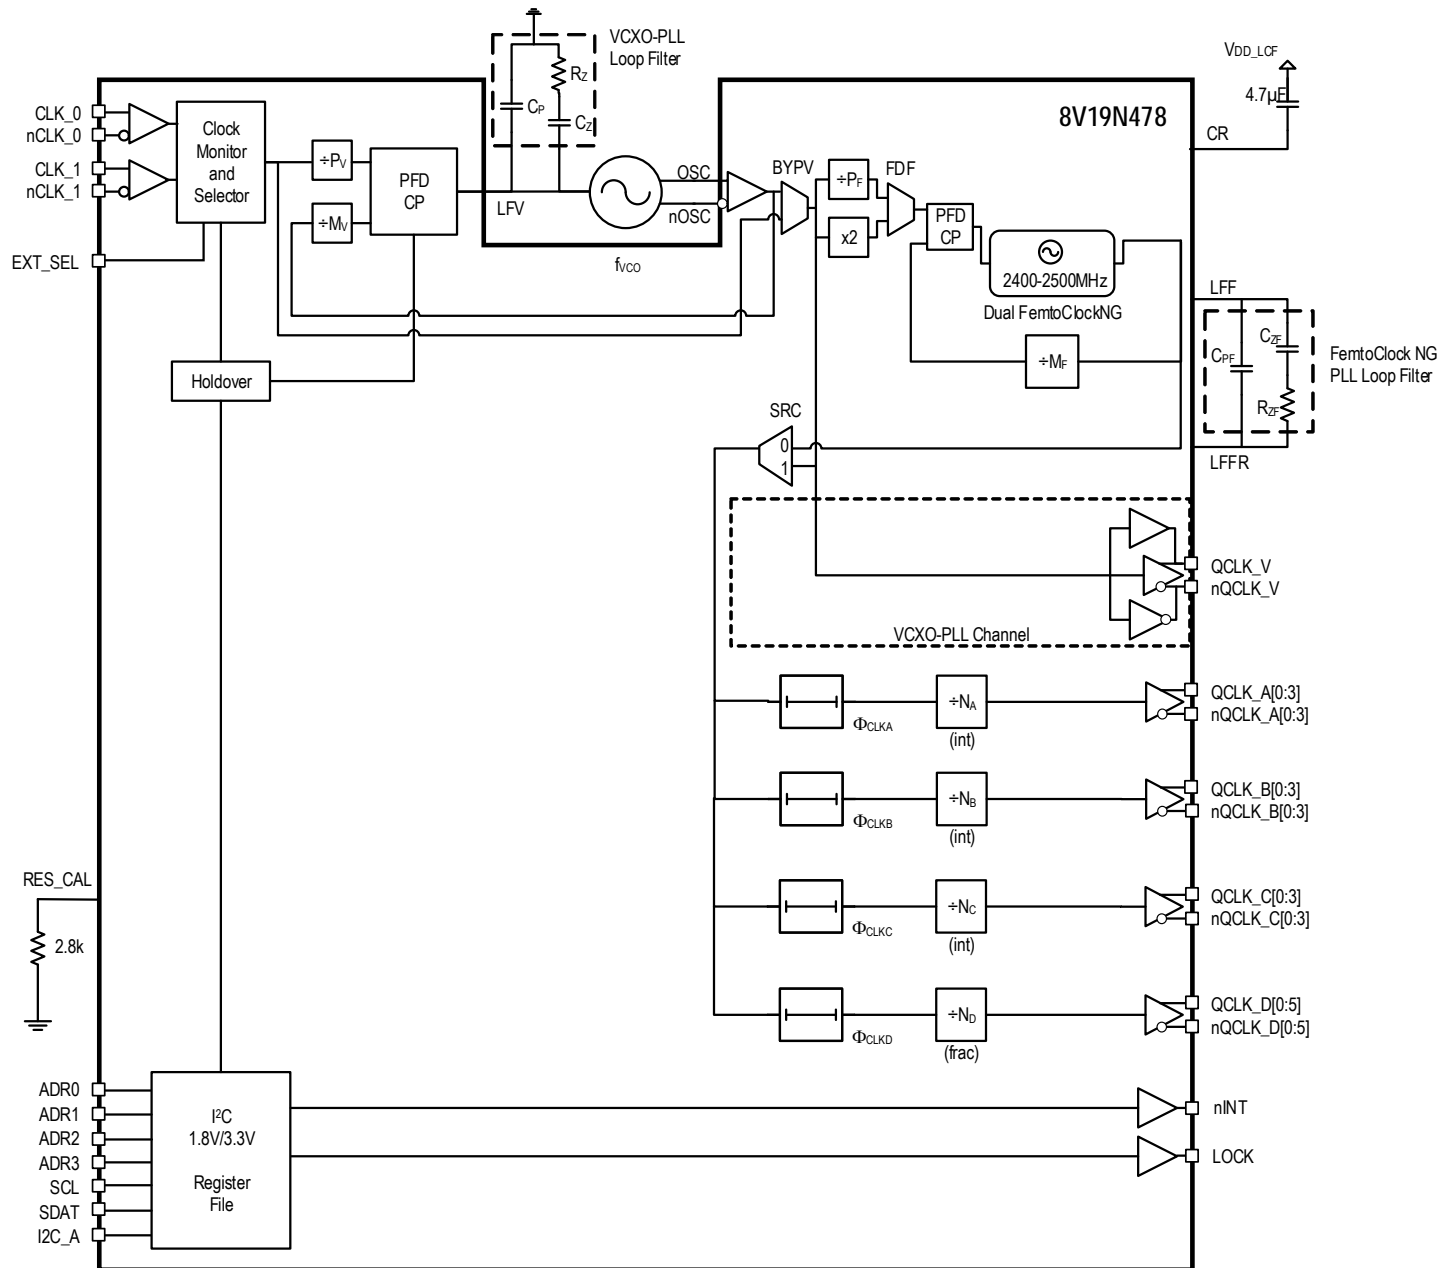 VCXO-PLL
Loop Filter
RZ
CP
CZ
VDD_LCF
4.7µF
CR
8V19N478
CLK_0
nCLK_0
CLK_1
nCLK_1
EXT_SEL
Clock
Monitor
and
Selector
÷PV
÷MV
PFD
CP
LFV
OSC
nOSC
fVCO
BYPV
÷PF
x2
FDF
PFD
CP
2400-2500MHz
Dual FemtoClockNG
÷MF
LFF
CZF
CPF
RZF
FemtoClock NG
PLL Loop Filter
LFFR
Holdover
SRC
0
1
QCLK_V
nQCLK_V
VCXO-PLL Channel
ΦCLKA
÷NA
(int)
QCLK_A[0:3]
nQCLK_A[0:3]
ΦCLKB
÷NB
(int)
QCLK_B[0:3]
nQCLK_B[0:3]
RES_CAL
2.8k
ΦCLKC
÷NC
(int)
QCLK_C[0:3]
nQCLK_C[0:3]
ΦCLKD
÷ND
(frac)
QCLK_D[0:5]
nQCLK_D[0:5]
ADR0
ADR1
ADR2
ADR3
SCL
SDAT
I2C_A
I²C
1.8V/3.3V
Register
File
nINT
LOCK